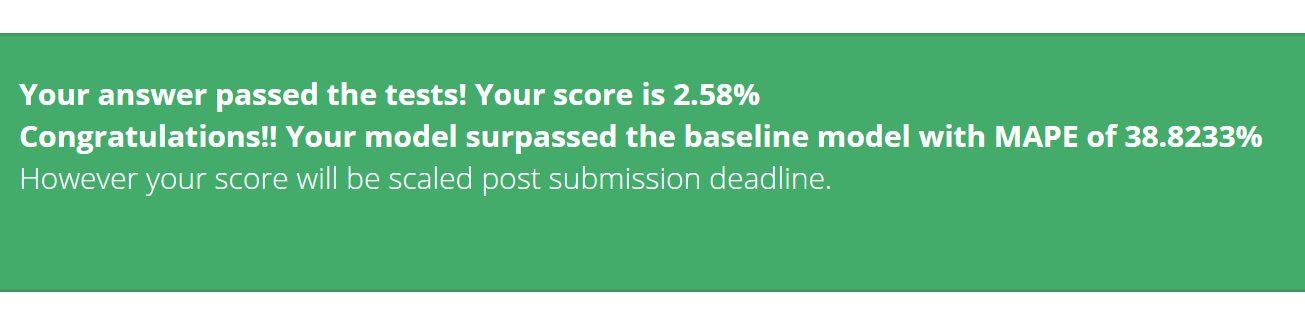 Your answer passed the tests! Your score is 2.58%
Congratulations!! Your model surpassed the baseline model with MAPE of 38.8233%
However your score will be scaled post submission deadline.